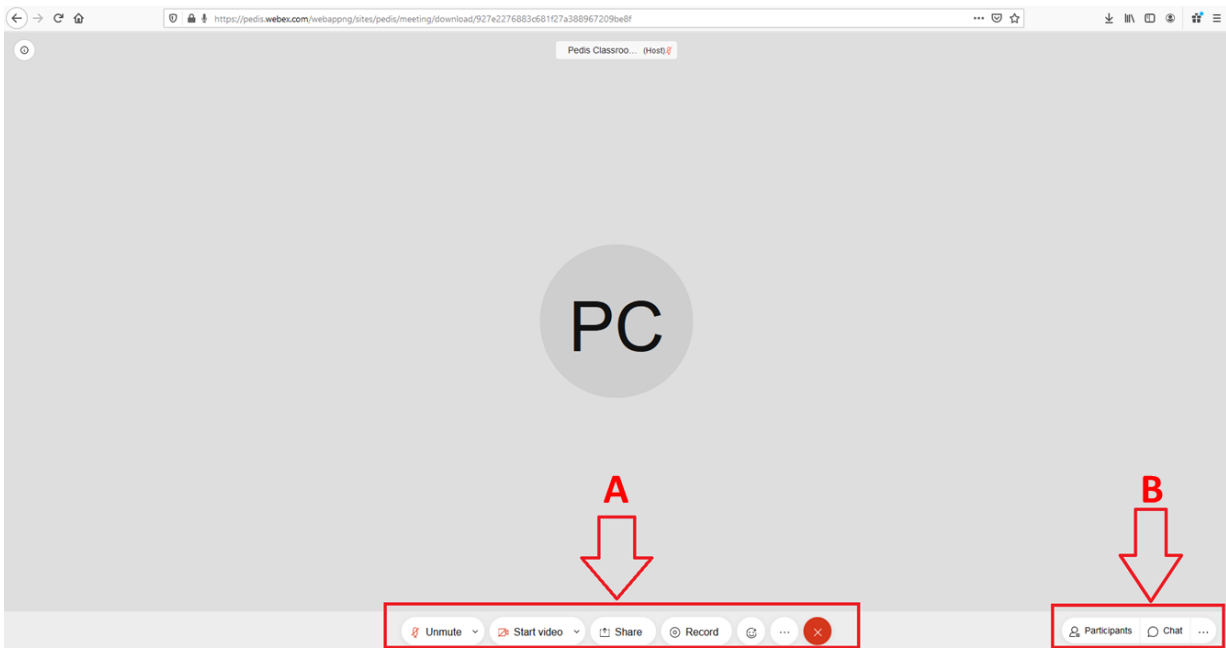 https://pedis.webex.com/webappng/sites/pedis/meeting/download/927e2276883c681f27a388967209be8f
Pedis Classroo... (Host)
PC
A
B
Unmute Start video Share Record
Participants Chat